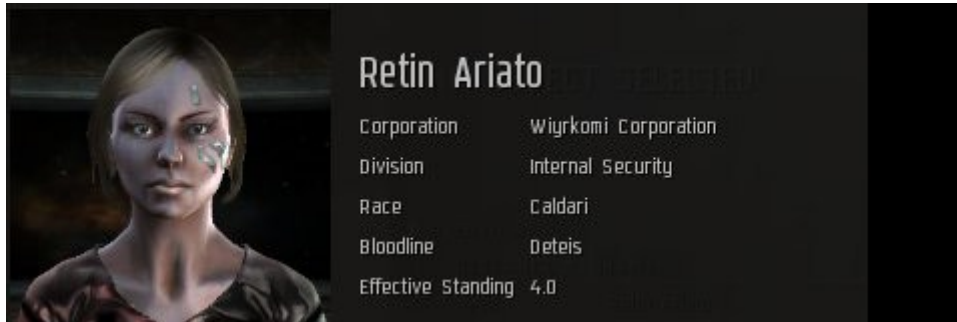 Retin Ariato
Corporation Wiyrkomi Corporation
Division Internal Security
Race Caldari
Bloodline Deteis
Effective Standing 4.0